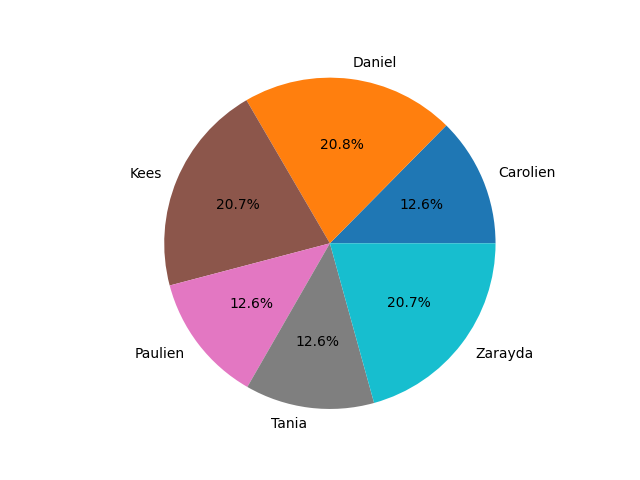 Daniel
20.8%
Carolien
12.6%
Kees
20.7%
Paulien
12.6%
Tania
12.6%
Zarayda
20.7%